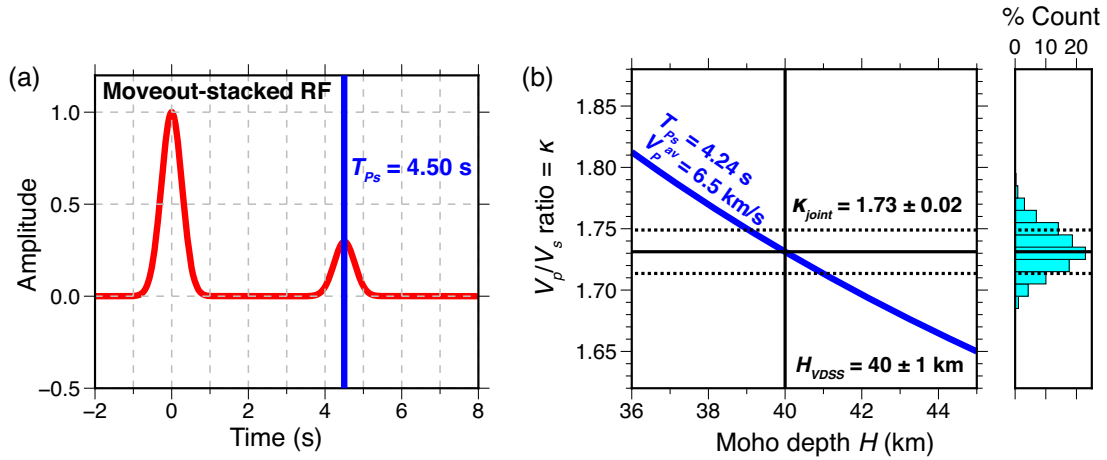 (a)
Moveout-stacked RF
T_Ps = 4.50 s
Amplitude
1.0
0.5
0.0
−0.5
−2 0 2 4 6 8
Time (s)
(b)
T_Ps = 4.24 s
V_P^av = 6.5 km/s
κ_joint = 1.73 ± 0.02
H_VDSS = 40 ± 1 km
V_p/V_s ratio = κ
1.85
1.80
1.75
1.70
1.65
36 38 40 42 44
Moho depth H (km)
% Count
0 10 20